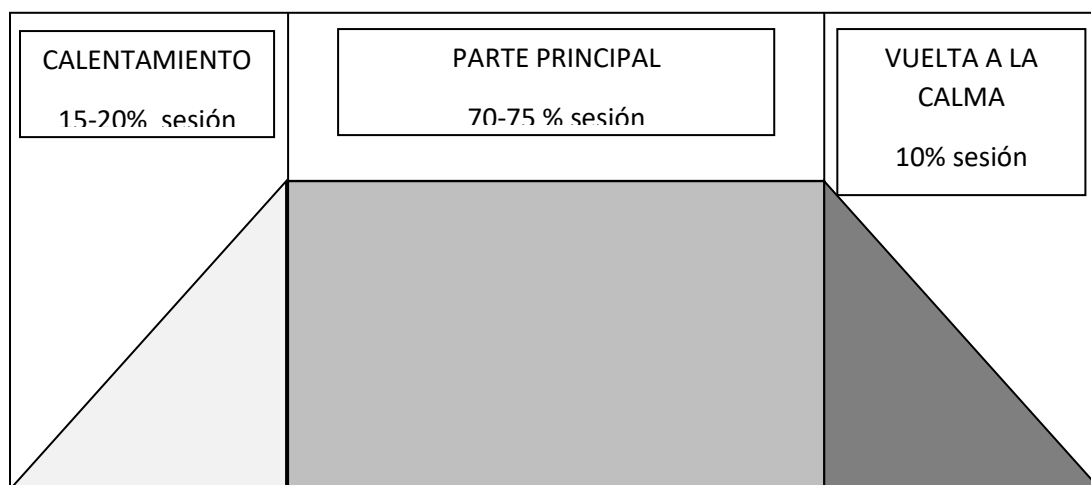 CALENTAMIENTO
15-20% sesión
PARTE PRINCIPAL
70-75 % sesión
VUELTA A LA
CALMA
10% sesión